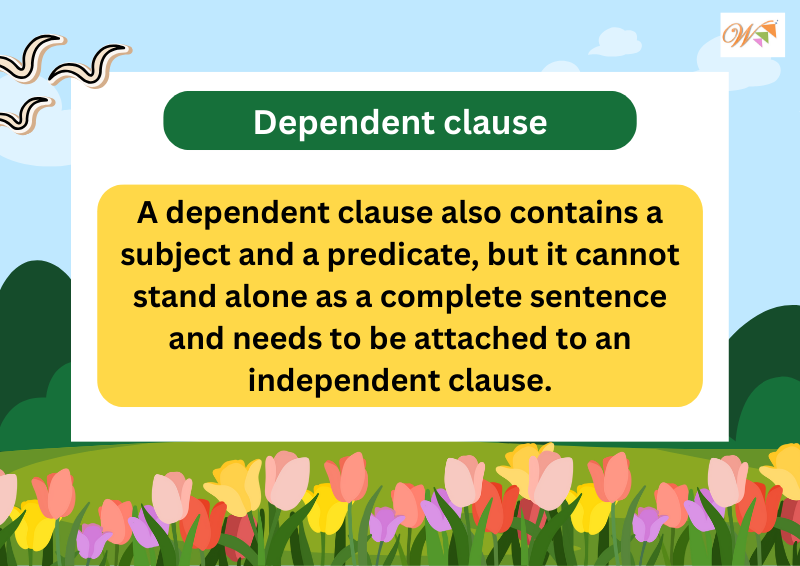 W
Dependent clause
A dependent clause also contains a
subject and a predicate, but it cannot
stand alone as a complete sentence
and needs to be attached to an
independent clause.